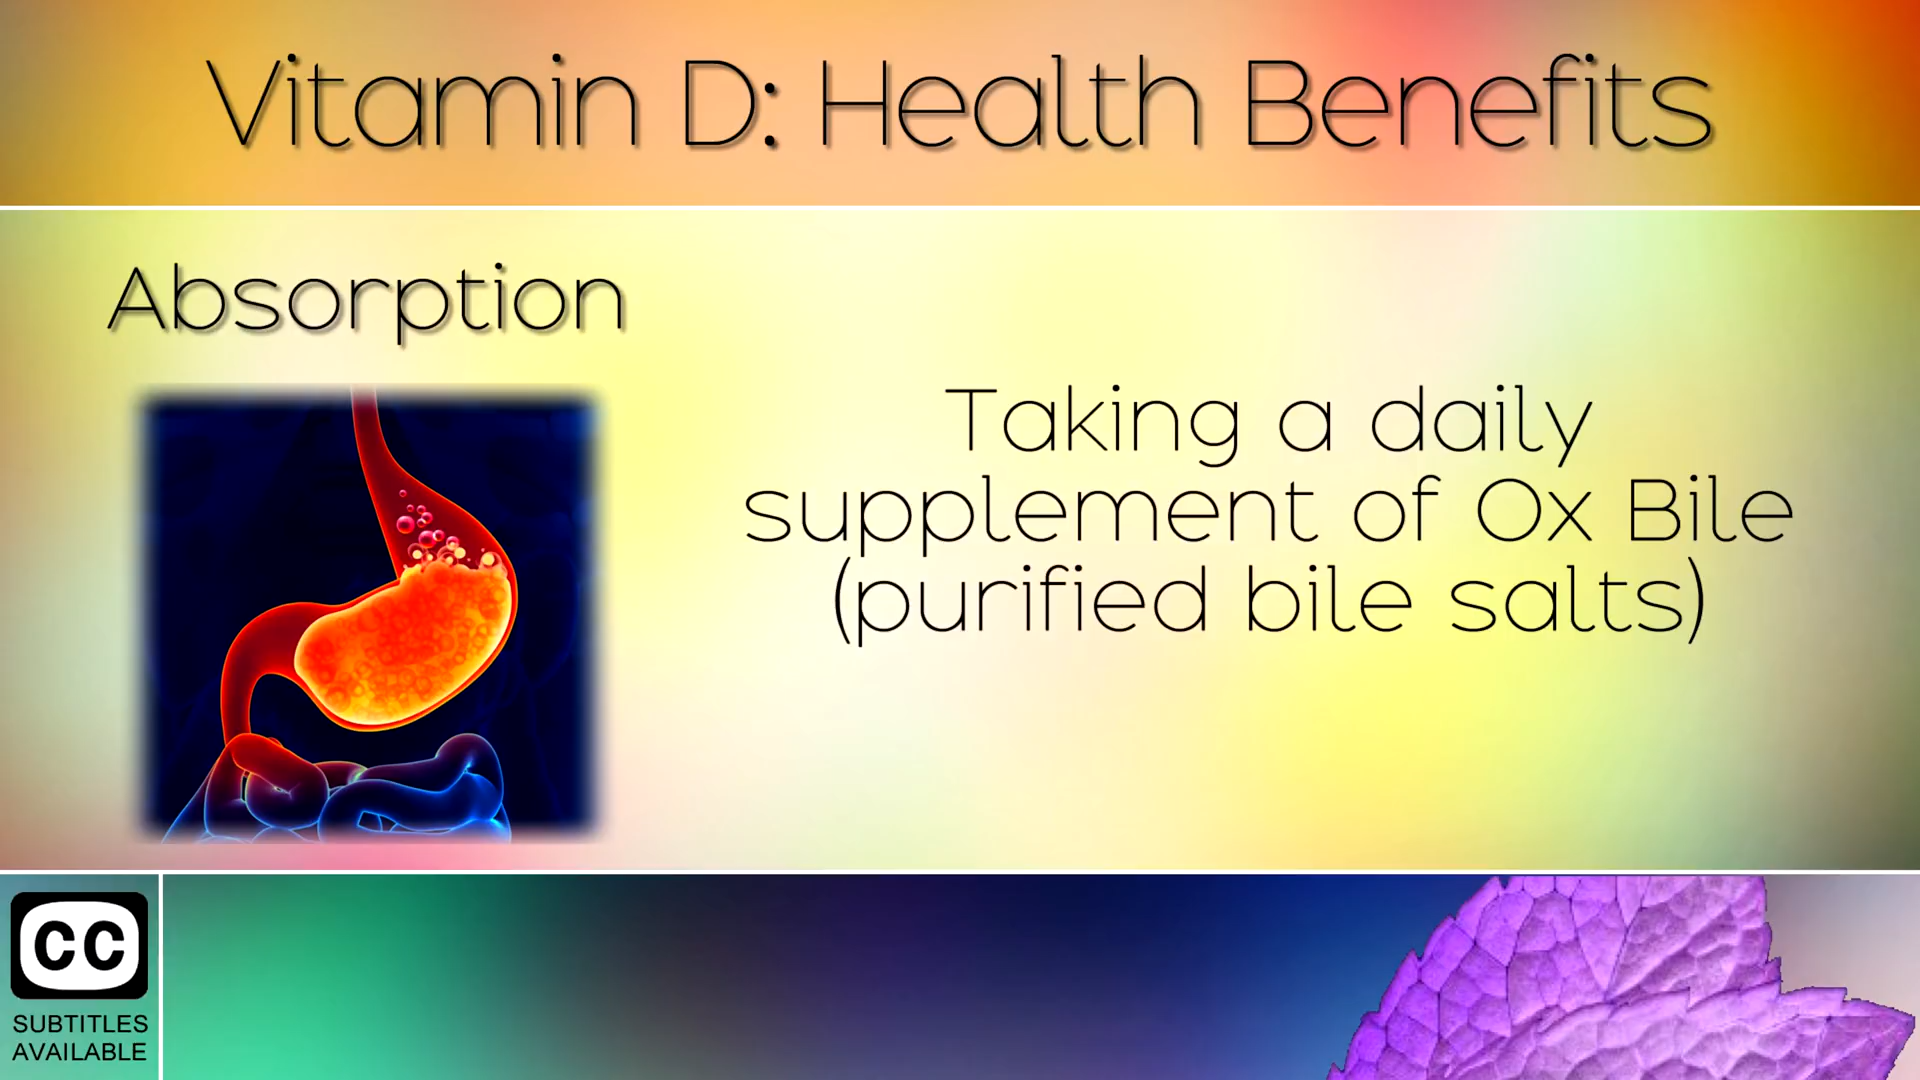 Vitamin D: Health Benefits
Absorption
Taking a daily
supplement of Ox Bile
(purified bile salts)
CC
SUBTITLES
AVAILABLE